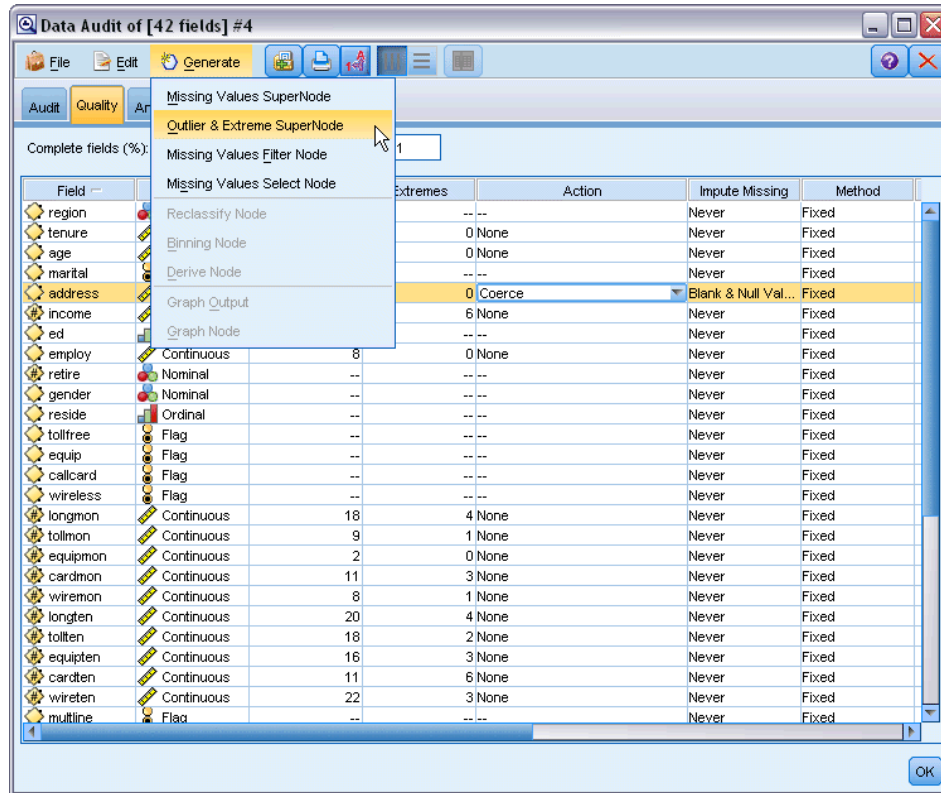 Data Audit of [42 fields] #4
File Edit Generate
Audit Quality An
Missing Values SuperNode
Outlier & Extreme SuperNode
Missing Values Filter Node
Missing Values Select Node
Reclassify Node
Binning Node
Derive Node
Graph Output
Graph Node
Complete fields (%):
Field Extremes Action Impute Missing Method
region -- -- Never Fixed
tenure 0 None Never Fixed
age 0 None Never Fixed
marital -- -- Never Fixed
address 0 Coerce Blank & Null Val... Fixed
income 6 None Never Fixed
ed -- -- Never Fixed
employ Continuous 8 0 None Never Fixed
retire Nominal -- -- -- Never Fixed
gender Nominal -- -- -- Never Fixed
reside Ordinal -- -- -- Never Fixed
tollfree Flag -- -- -- Never Fixed
equip Flag -- -- -- Never Fixed
callcard Flag -- -- -- Never Fixed
wireless Flag -- -- -- Never Fixed
longmon Continuous 18 4 None Never Fixed
tollmon Continuous 9 1 None Never Fixed
equipmon Continuous 2 0 None Never Fixed
cardmon Continuous 11 3 None Never Fixed
wiremon Continuous 8 1 None Never Fixed
longten Continuous 20 4 None Never Fixed
tollten Continuous 18 2 None Never Fixed
equipten Continuous 16 3 None Never Fixed
cardten Continuous 11 6 None Never Fixed
wireten Continuous 22 3 None Never Fixed
multline Flag -- -- -- Never Fixed
OK